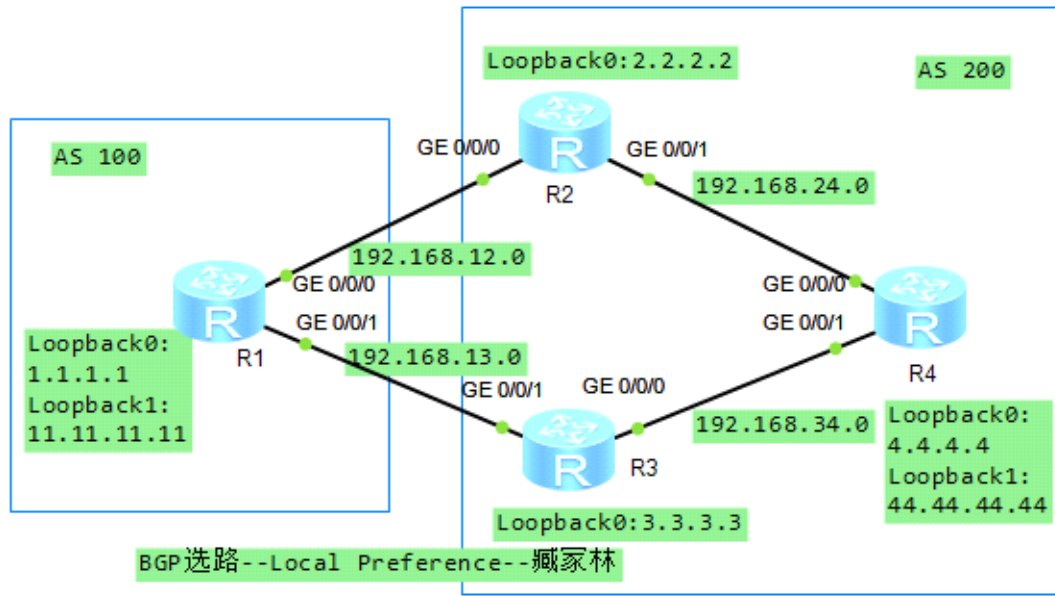 Loopback0:2.2.2.2
AS 200
AS 100
GE 0/0/0
R
GE 0/0/1
R2
192.168.24.0
192.168.12.0
GE 0/0/0
GE 0/0/0
R
GE 0/0/1
R1
GE 0/0/1
R
R4
Loopback0:
1.1.1.1
Loopback1:
11.11.11.11
192.168.13.0
GE 0/0/1
GE 0/0/0
R
R3
192.168.34.0
Loopback0:
4.4.4.4
Loopback1:
44.44.44.44
Loopback0:3.3.3.3
BGP选路--Local Preference--臧冢林